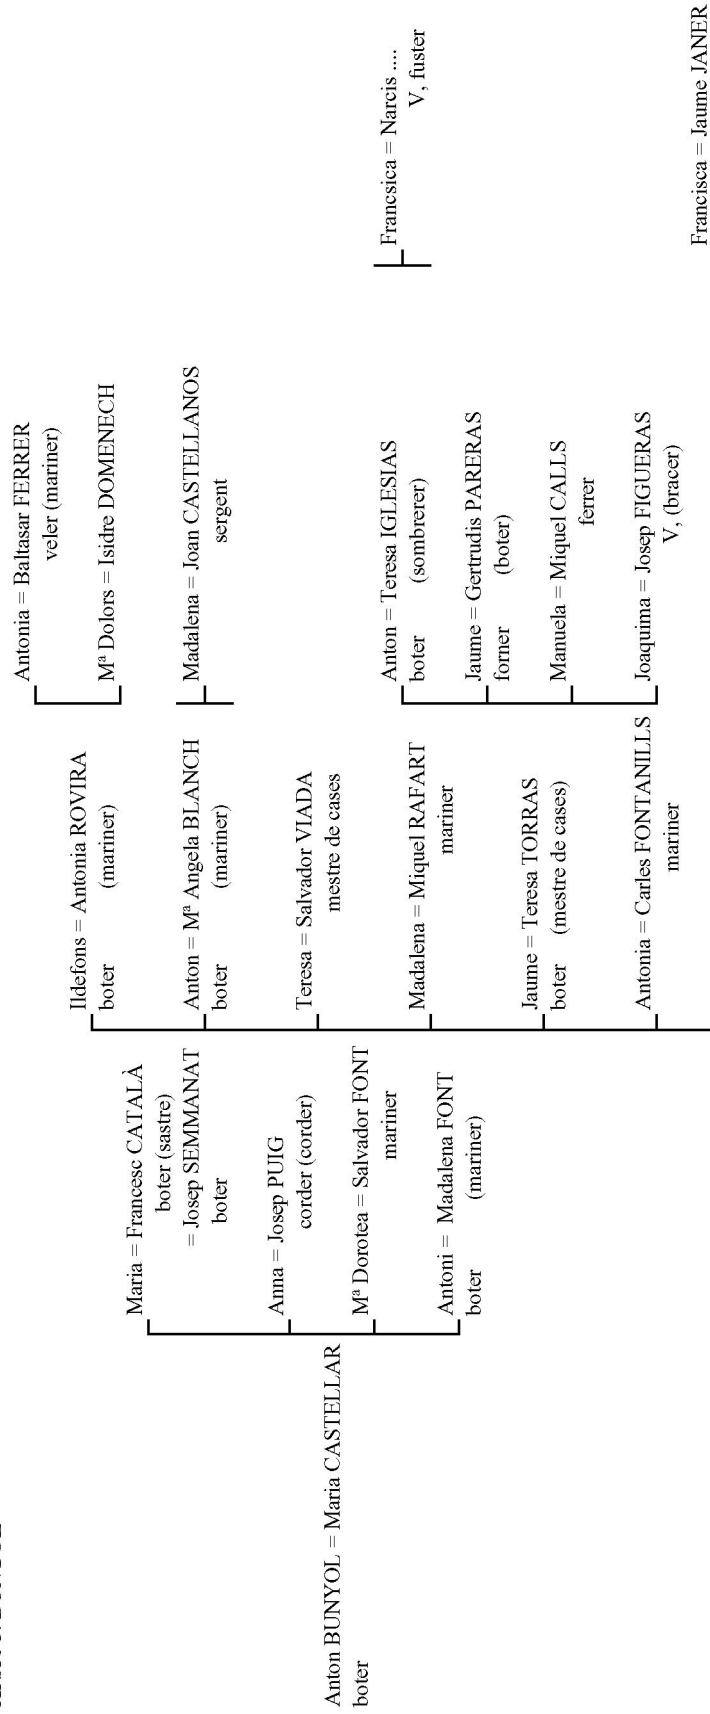 Anton BUNYOL = Maria CASTELLAR
boter
Maria = Francesc CATALÀ
boter (sastre)
= Josep SEMMANAT
boter
Anna = Josep PUIG
corder (corder)
Mª Dorotea = Salvador FONT
mariner
Antoni = Madalena FONT
boter (mariner)
Ildefons = Antonia ROVIRA
boter (mariner)
Anton = Mª Angela BLANCH
boter (mariner)
Teresa = Salvador VIADA
mestre de cases
Madalena = Miquel RAFART
mariner
Jaume = Teresa TORRAS
boter (mestre de cases)
Antonia = Carles FONTANILLS
mariner
Antonia = Baltasar FERRER
veler (mariner)
Mª Dolors = Isidre DOMENECH
Madalena = Joan CASTELLANOS
sergent
Anton = Teresa IGLESIAS
boter (sombrerer)
Jaume = Gertrudis PARERAS
forner (boter)
Manuela = Miquel CALLS
ferrer
Joaquima = Josep FIGUERAS
V, (bracer)
Francsica = Narcis ....
V, fuster
Francisca = Jaume JANER